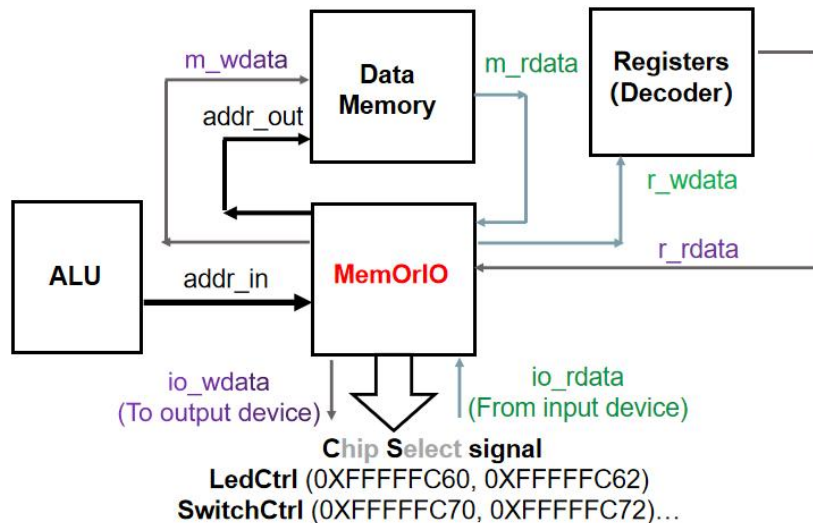 m_wdata
Data
Memory
m_rdata
Registers
(Decoder)
addr_out
r_wdata
ALU
addr_in
MemOrIO
r_rdata
io_wdata
(To output device)
io_rdata
(From input device)
Chip Select signal
LedCtrl (0XFFFFFC60, 0XFFFFFC62)
SwitchCtrl (0XFFFFFC70, 0XFFFFFC72)…